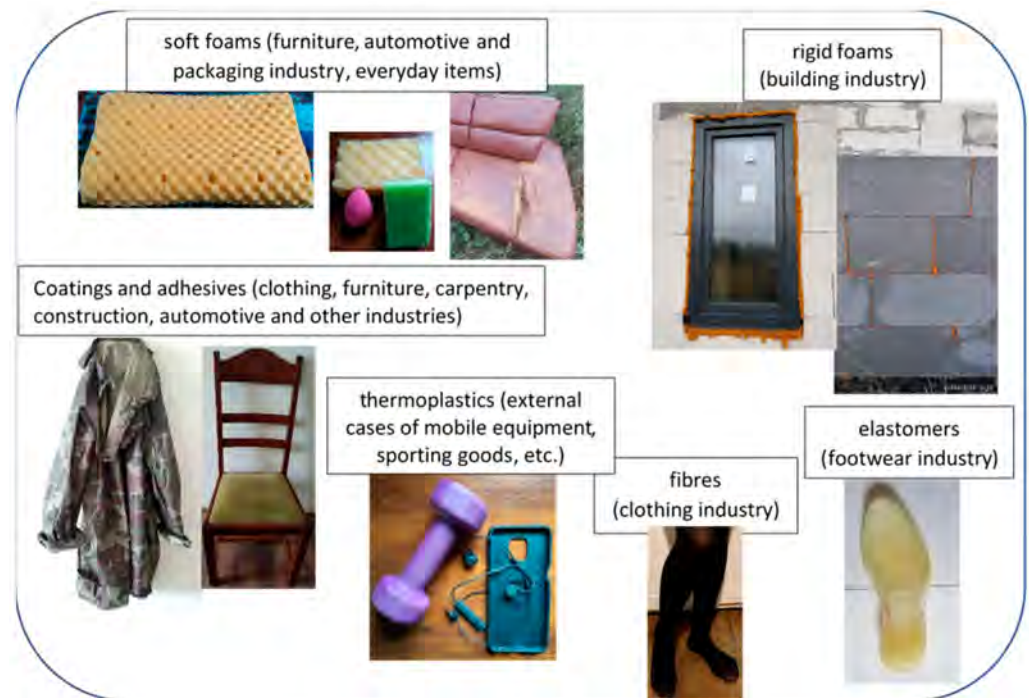 soft foams (furniture, automotive and
packaging industry, everyday items)
rigid foams
(building industry)
Coatings and adhesives (clothing, furniture, carpentry,
construction, automotive and other industries)
thermoplastics (external
cases of mobile equipment,
sporting goods, etc.)
fibres
(clothing industry)
elastomers
(footwear industry)